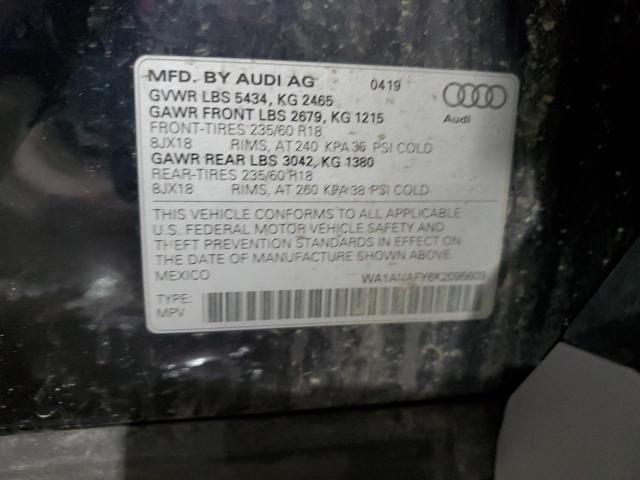 MFD. BY AUDI AG 0419
GVWR LBS 5434, KG 2465
GAWR FRONT LBS 2679, KG 1215
FRONT-TIRES 235/60 R18
8JX18 RIMS, AT 240 KPA 36 PSI COLD
GAWR REAR LBS 3042, KG 1380
REAR-TIRES 235/60 R18
8JX18 RIMS, AT 260 KPA 38 PSI COLD
Audi
THIS VEHICLE CONFORMS TO ALL APPLICABLE
U.S. FEDERAL MOTOR VEHICLE SAFETY AND
THEFT PREVENTION STANDARDS IN EFFECT ON
THE DATE OF MANUFACTURE SHOWN ABOVE.
MEXICO
TYPE:
MPV